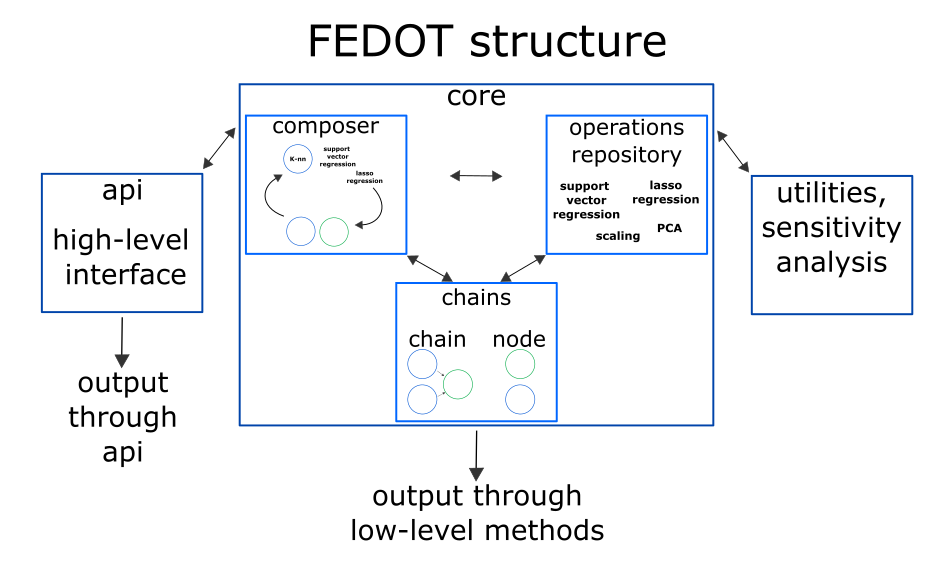 FEDOT structure
core
composer
K-nn
support
vector
regression
lasso
regression
operations
repository
support
vector
regression
lasso
regression
scaling
PCA
api
high-level
interface
utilities,
sensitivity
analysis
chains
chain
node
output
through
api
output through
low-level methods